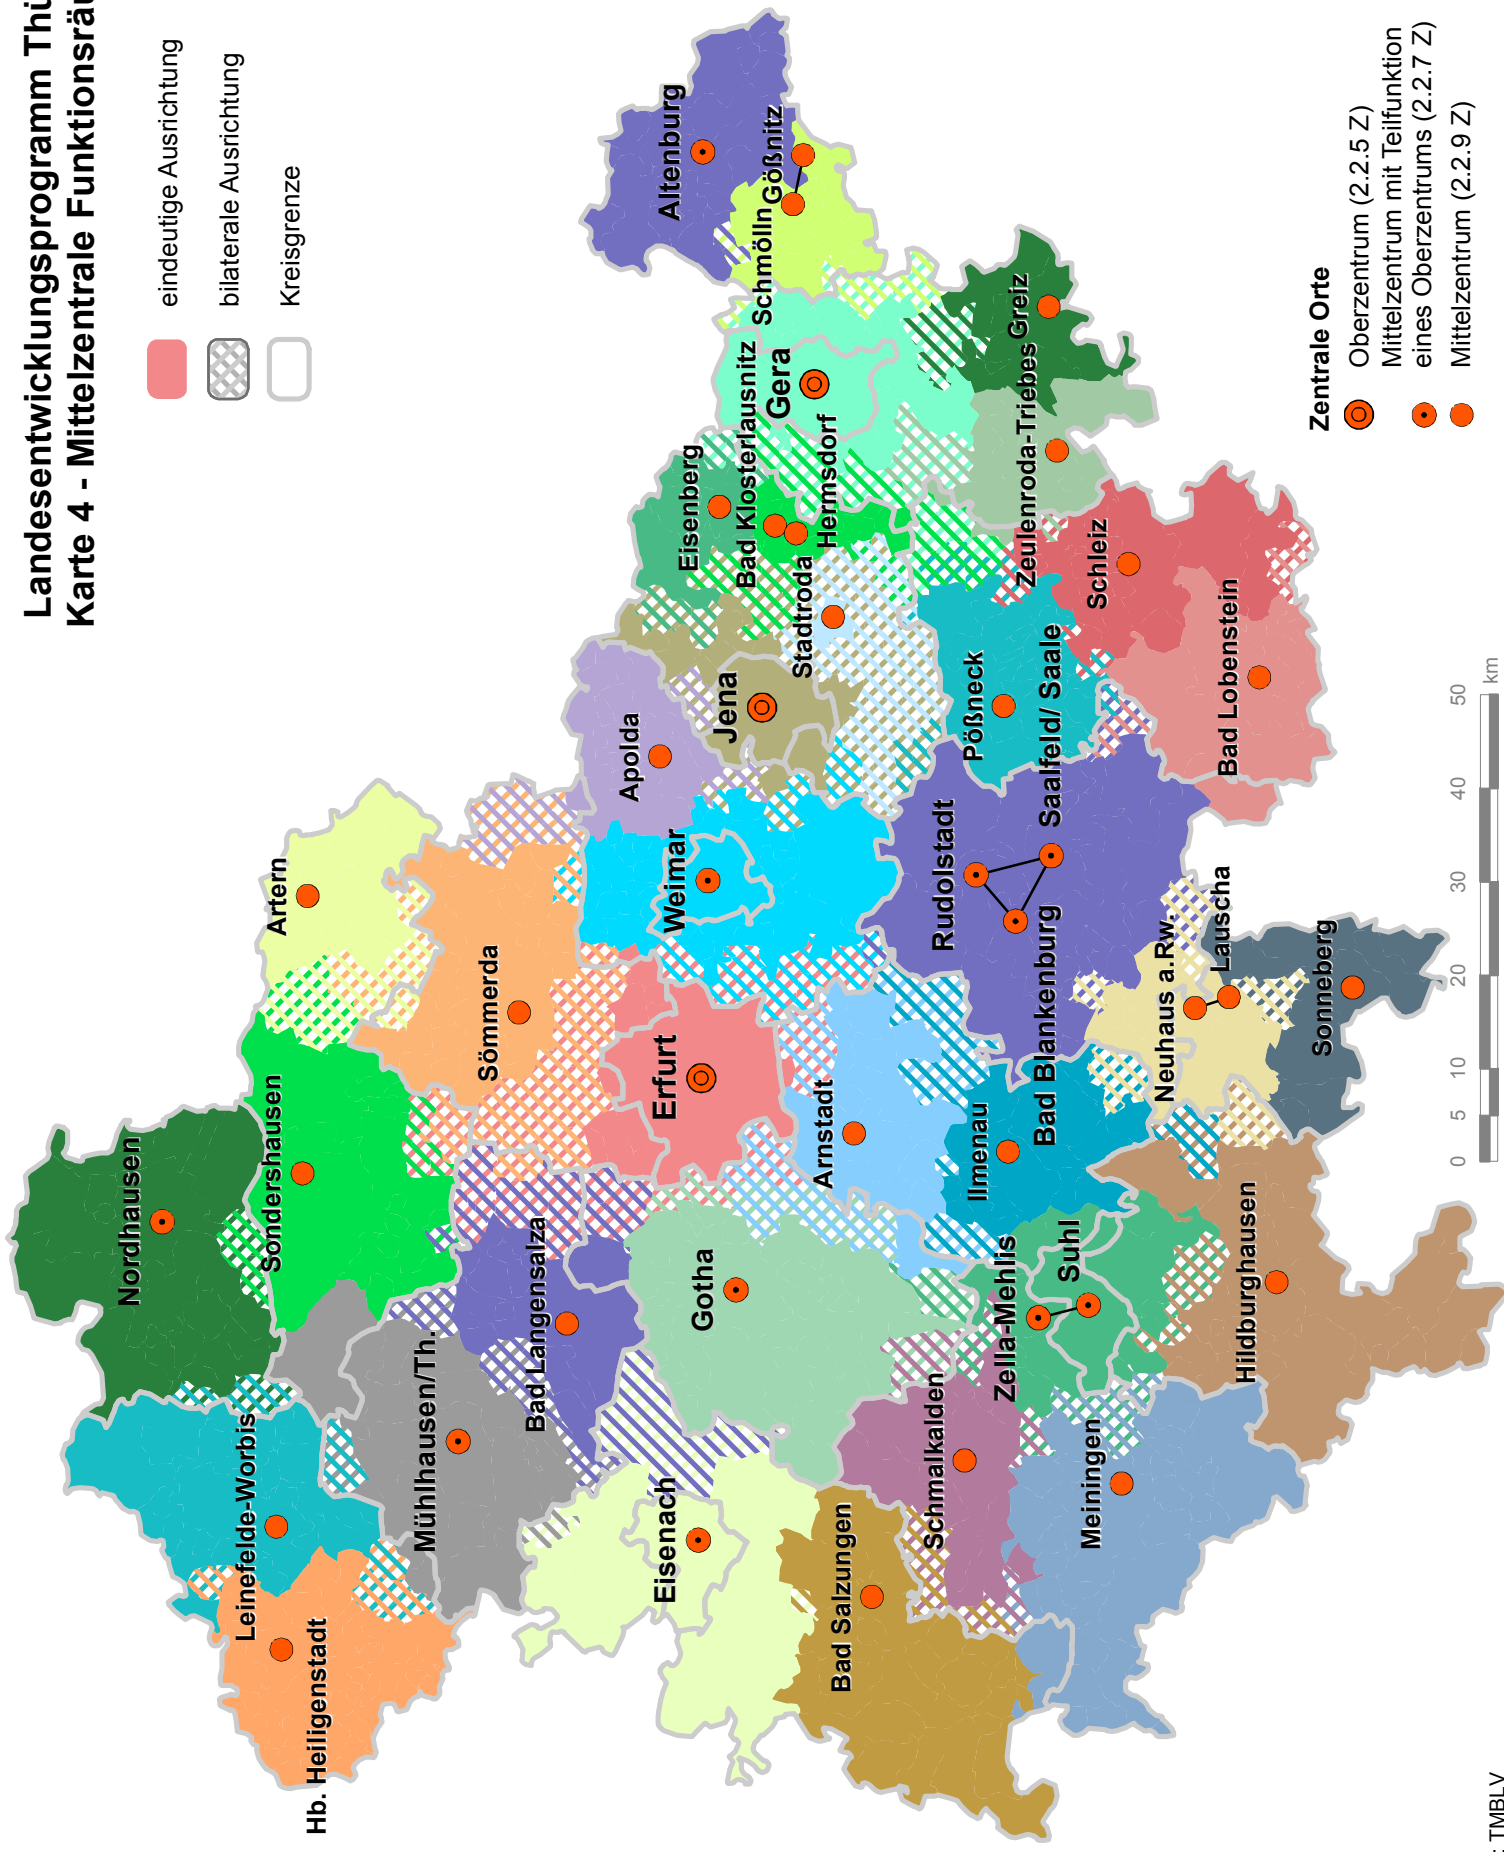 Landesentwicklungsprogramm
Karte 4 - Mittelzentrale
eindeutige Ausrichtung
bilaterale Ausrichtung
Kreisgrenze
Nordhausen
Leinefelde-Worbis
Hb. Heiligenstadt
Sondershausen
Artern
Mühlhausen/Th.
Sömmerda
Bad Langensalza
Apolda
Eisenach
Gotha
Erfurt
Weimar
Jena
Eisenberg
Bad Klosterlausnitz
Hermsdorf
Stadtroda
Gera
Altenburg
Schmölln
Gößnitz
Bad Salzungen
Schmalkalden
Arnstadt
Ilmenau
Rudolstadt
Saalfeld/ Saale
Bad Blankenburg
Pößneck
Zeulenroda-Triebes
Greiz
Schleiz
Bad Lobenstein
Zella-Mehlis
Suhl
Meiningen
Hildburghausen
Neuhaus a.Rw.
Lauscha
Sonneberg
Zentrale Orte
Oberzentrum (2.2.5 Z)
Mittelzentrum mit Teilfunktion
eines Oberzentrums (2.2.7 Z)
Mittelzentrum (2.2.9 Z)
0 5 10 20 30 40 50
km
: TMBLV